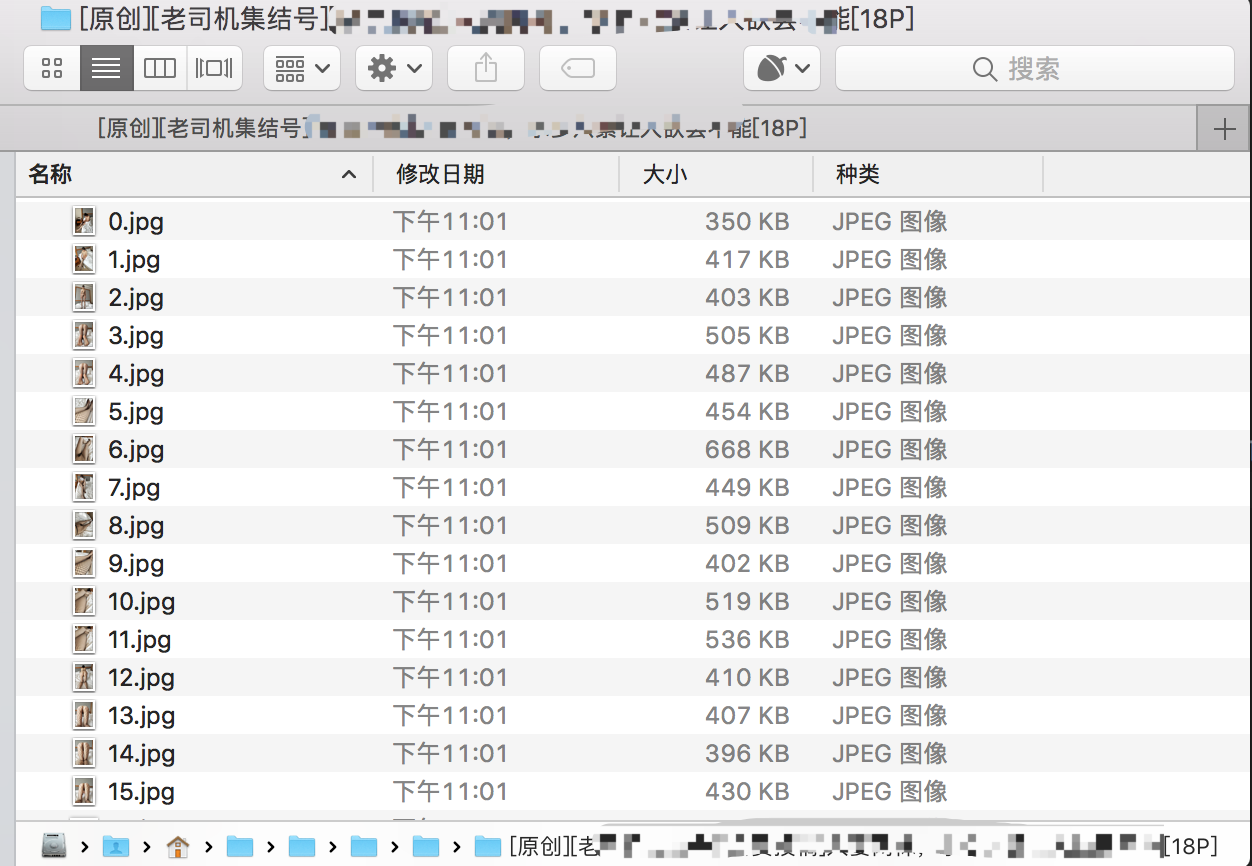 [原创][老司机集结号][18P]
搜索
[原创][老司机集结号]让人欲罢不能[18P]
名称 修改日期 大小 种类
0.jpg 下午11:01 350 KB JPEG 图像
1.jpg 下午11:01 417 KB JPEG 图像
2.jpg 下午11:01 403 KB JPEG 图像
3.jpg 下午11:01 505 KB JPEG 图像
4.jpg 下午11:01 487 KB JPEG 图像
5.jpg 下午11:01 454 KB JPEG 图像
6.jpg 下午11:01 668 KB JPEG 图像
7.jpg 下午11:01 449 KB JPEG 图像
8.jpg 下午11:01 509 KB JPEG 图像
9.jpg 下午11:01 402 KB JPEG 图像
10.jpg 下午11:01 519 KB JPEG 图像
11.jpg 下午11:01 536 KB JPEG 图像
12.jpg 下午11:01 410 KB JPEG 图像
13.jpg 下午11:01 407 KB JPEG 图像
14.jpg 下午11:01 396 KB JPEG 图像
15.jpg 下午11:01 430 KB JPEG 图像
[原创][老[18P]